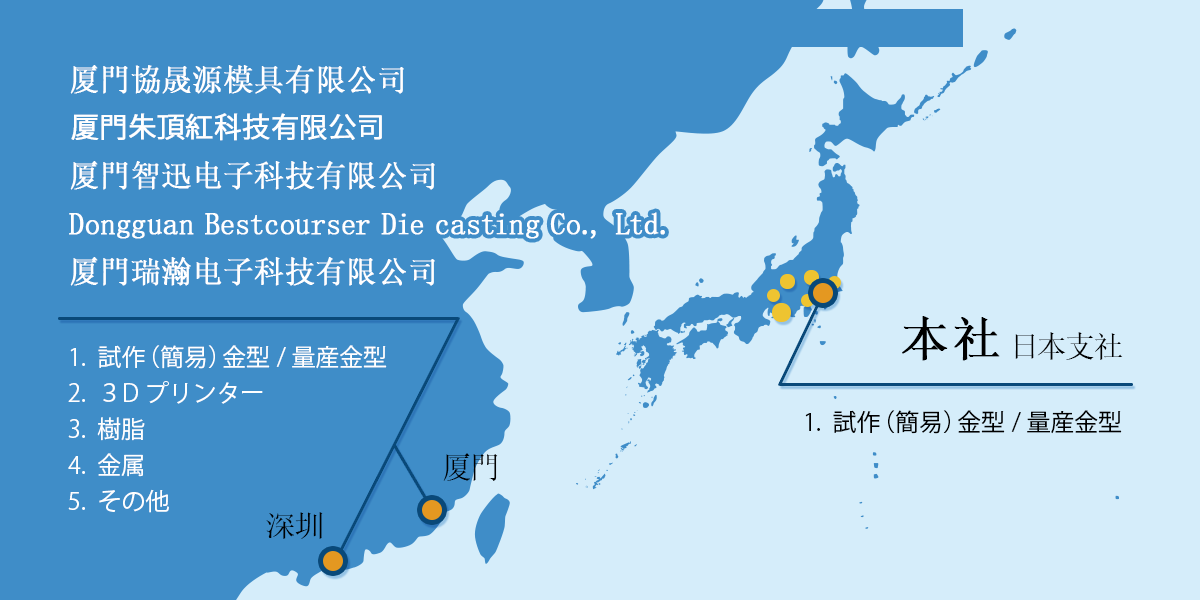 厦門協晟源模具有限公司
厦門朱頂紅科技有限公司
厦門智迅电子科技有限公司
Dongguan Bestcourser Die casting Co., Ltd.
厦門瑞瀚电子科技有限公司
1. 試作（簡易）金型 / 量産金型
2. ３Ｄプリンター
3. 樹脂
4. 金属
5. その他
厦門
深圳
本社 日本支社
1. 試作（簡易）金型 / 量産金型